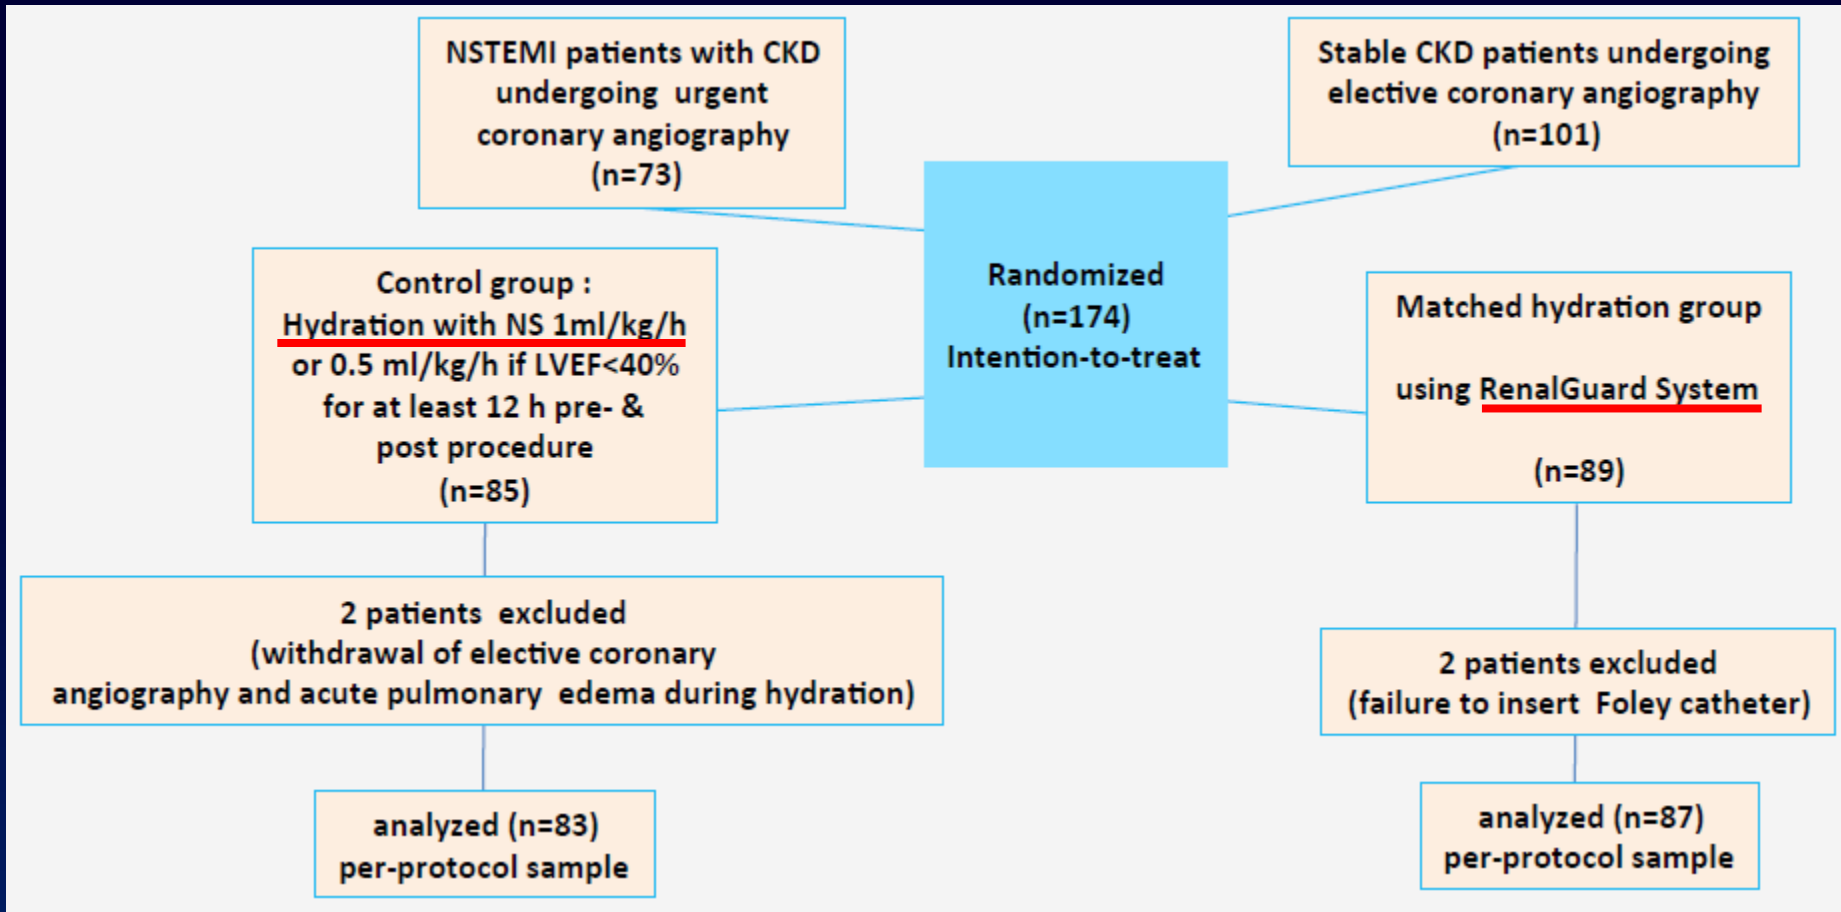 NSTEMI patients with CKD
undergoing urgent
coronary angiography
(n=73)
Stable CKD patients undergoing
elective coronary angiography
(n=101)
Randomized
(n=174)
Intention-to-treat
Control group :
Hydration with NS 1ml/kg/h
or 0.5 ml/kg/h if LVEF<40%
for at least 12 h pre- &
post procedure
(n=85)
Matched hydration group
using RenalGuard System
(n=89)
2 patients excluded
(withdrawal of elective coronary
angiography and acute pulmonary edema during hydration)
2 patients excluded
(failure to insert Foley catheter)
analyzed (n=83)
per-protocol sample
analyzed (n=87)
per-protocol sample